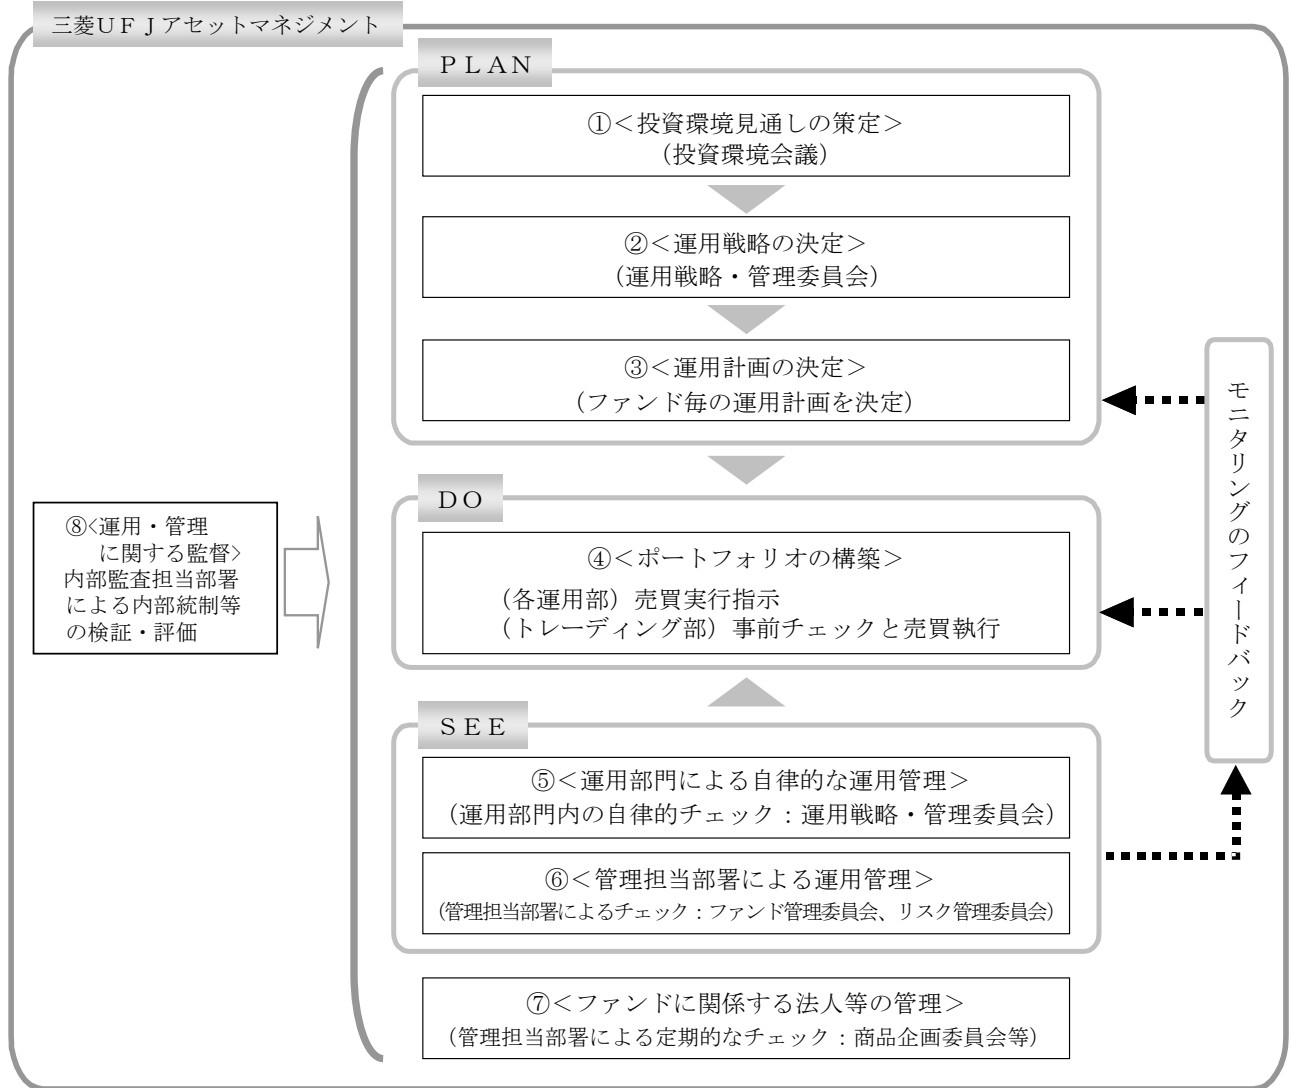 三菱ＵＦＪアセットマネジメント
ＰＬＡＮ
①＜投資環境見通しの策定＞
（投資環境会議）
②＜運用戦略の決定＞
（運用戦略・管理委員会）
③＜運用計画の決定＞
（ファンド毎の運用計画を決定）
ＤＯ
④＜ポートフォリオの構築＞
（各運用部）売買実行指示
（トレーディング部）事前チェックと売買執行
ＳＥＥ
⑤＜運用部門による自律的な運用管理＞
（運用部門内の自律的チェック：運用戦略・管理委員会）
⑥＜管理担当部署による運用管理＞
（管理担当部署によるチェック：ファンド管理委員会、リスク管理委員会）
⑦＜ファンドに関係する法人等の管理＞
（管理担当部署による定期的なチェック：商品企画委員会等）
⑧<運用・管理
に関する監督>
内部監査担当部署
による内部統制等
の検証・評価
モニタリングのフィードバック